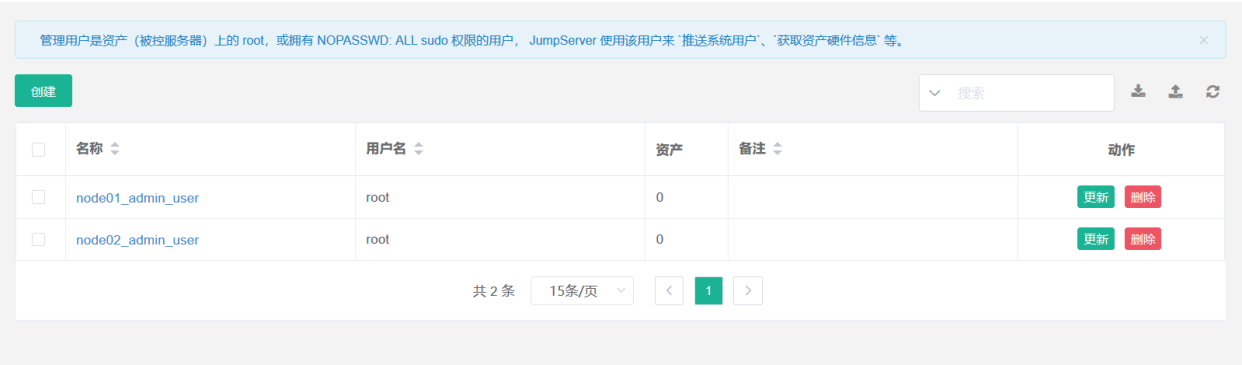 管理用户是资产（被控服务器）上的 root，或拥有 NOPASSWD: ALL sudo 权限的用户， JumpServer 使用该用户来 `推送系统用户`、`获取资产硬件信息` 等。 ×
创建 搜索
名称 用户名 资产 备注 动作
node01_admin_user root 0 更新 删除
node02_admin_user root 0 更新 删除
共 2 条 15条/页 < 1 >